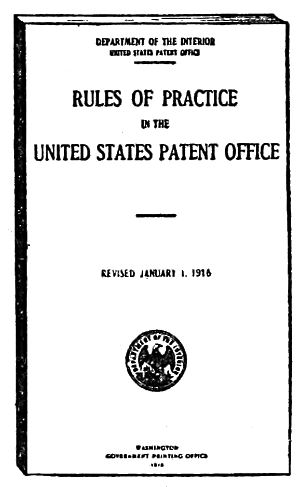 DEPARTMENT OF THE INTERIOR
UNITED STATES PATENT OFFICE
RULES OF PRACTICE
IN THE
UNITED STATES PATENT OFFICE
REVISED JANUARY 1, 1916
DEPARTMENT OF THE INTERIOR
WASHINGTON
GOVERNMENT PRINTING OFFICE